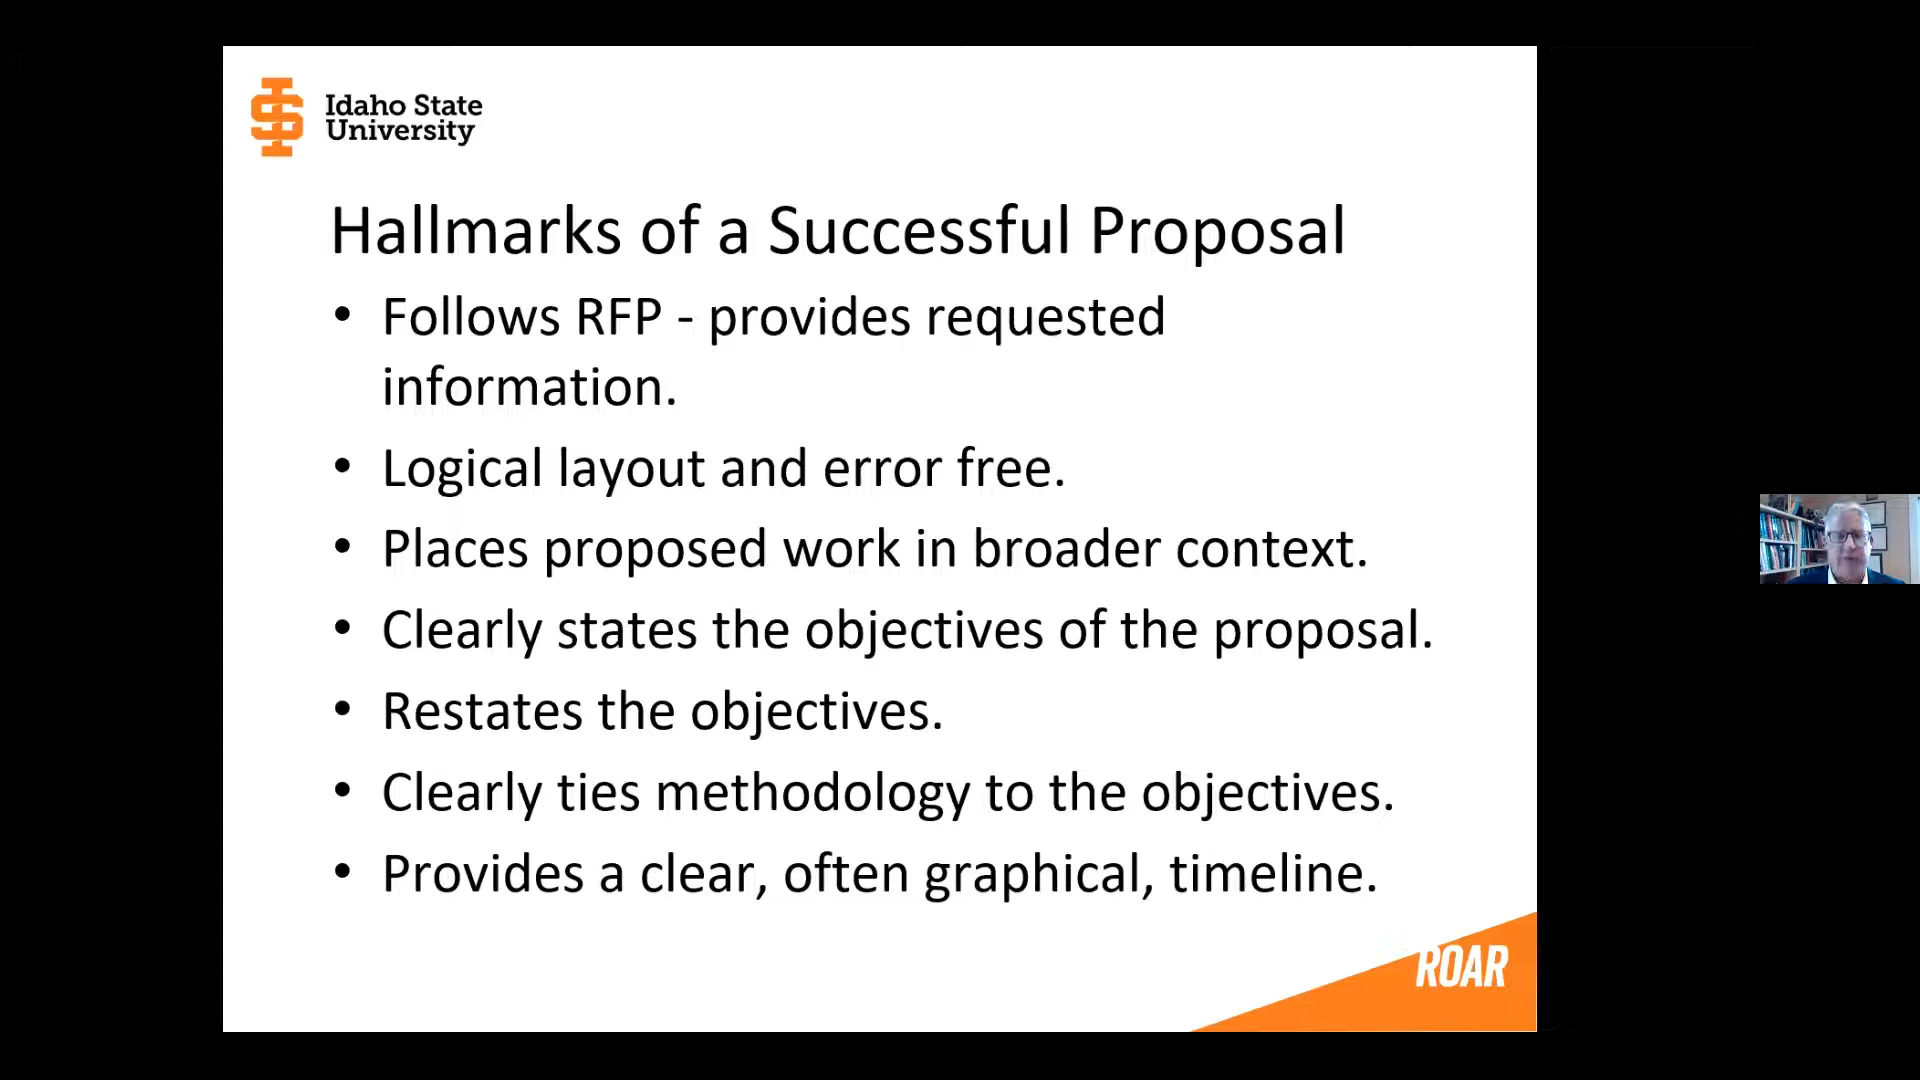 Idaho State
University
Hallmarks of a Successful Proposal
• Follows RFP - provides requested
information.
• Logical layout and error free.
• Places proposed work in broader context.
• Clearly states the objectives of the proposal.
• Restates the objectives.
• Clearly ties methodology to the objectives.
• Provides a clear, often graphical, timeline.
ROAR